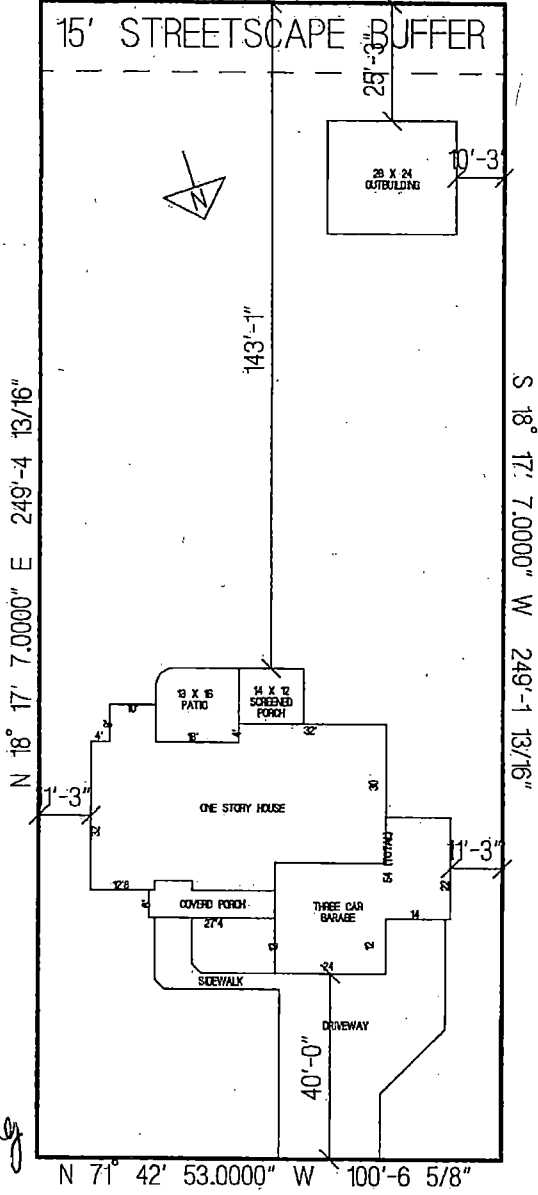 15' STREETSCAPE BUFFER
25'-3"
28 X 24
OUTBUILDING
10'-3"
N
143'-1"
N 18° 17' 7.0000" E 249'-4 13/16"
S 18° 17' 7.0000" W 249'-1 13/16"
13 X 16
PATIO
14 X 12
SCREENED
PORCH
10'
8'
4'
18'
4'
32'
30'
1'-3"
32
ONE STORY HOUSE
54 (TOTAL)
11'-3"
22
12'8
COVERD PORCH
THREE CAR
GARAGE
14
27'4
12
12
24
SIDEWALK
DRIVEWAY
40'-0"
N 71° 42' 53.0000" W 100'-6 5/8"